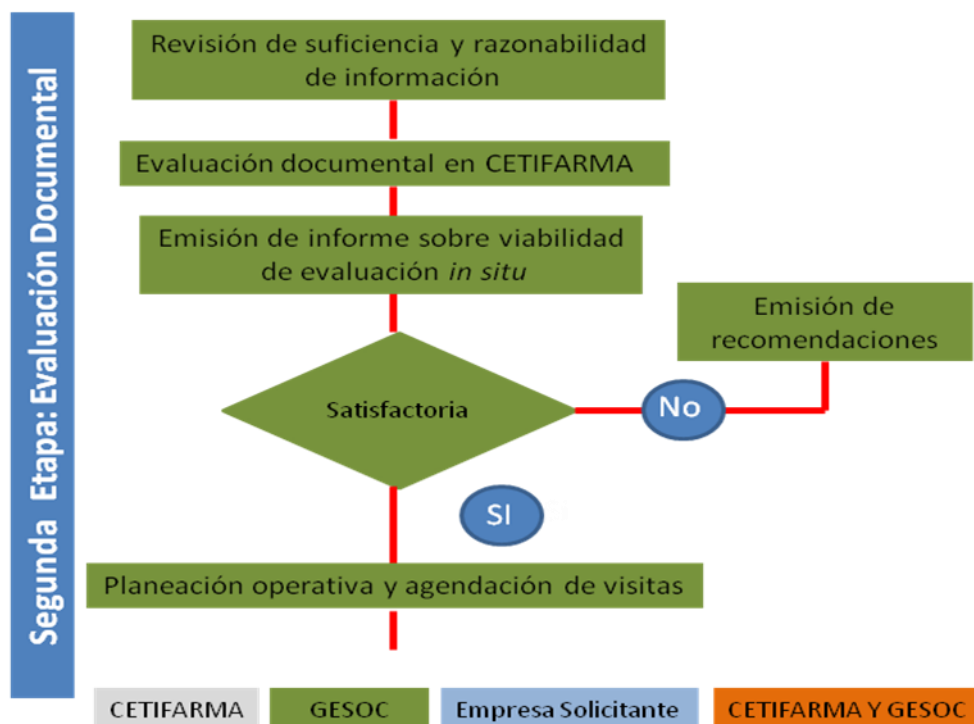 Segunda Etapa: Evaluación Documental
Revisión de suficiencia y razonabilidad
de información
Evaluación documental en CETIFARMA
Emisión de informe sobre viabilidad
de evaluación in situ
Emisión de
recomendaciones
Satisfactoria
No
SI
Planeación operativa y agendación de visitas
CETIFARMA
GESOC
Empresa Solicitante
CETIFARMA Y GESOC